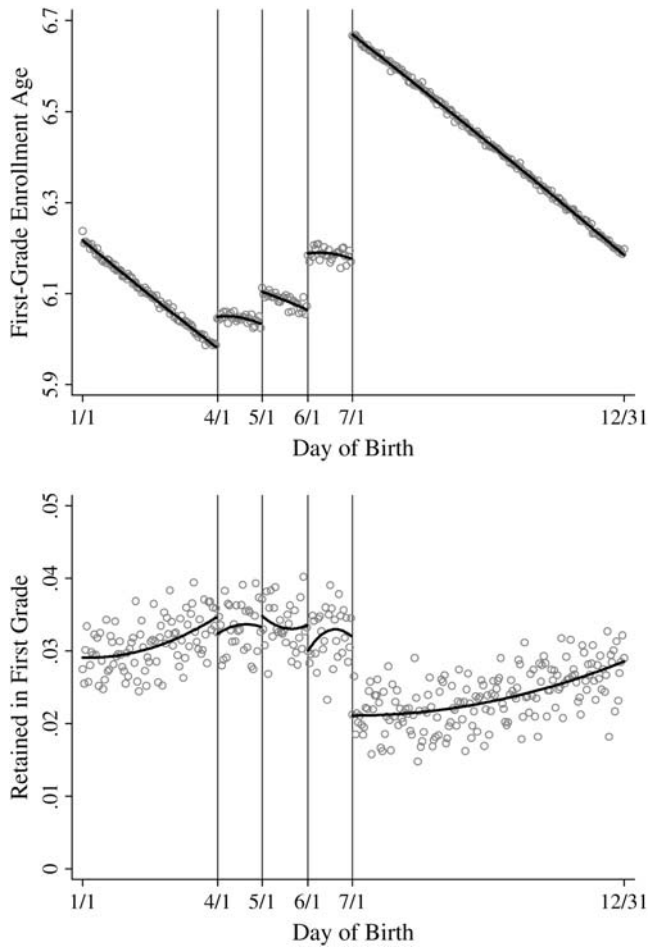 First-Grade Enrollment Age
6.7
6.5
6.3
6.1
5.9
1/1 4/1 5/1 6/1 7/1 12/31
Day of Birth
Retained in First Grade
.05
.04
.03
.02
.01
0
1/1 4/1 5/1 6/1 7/1 12/31
Day of Birth